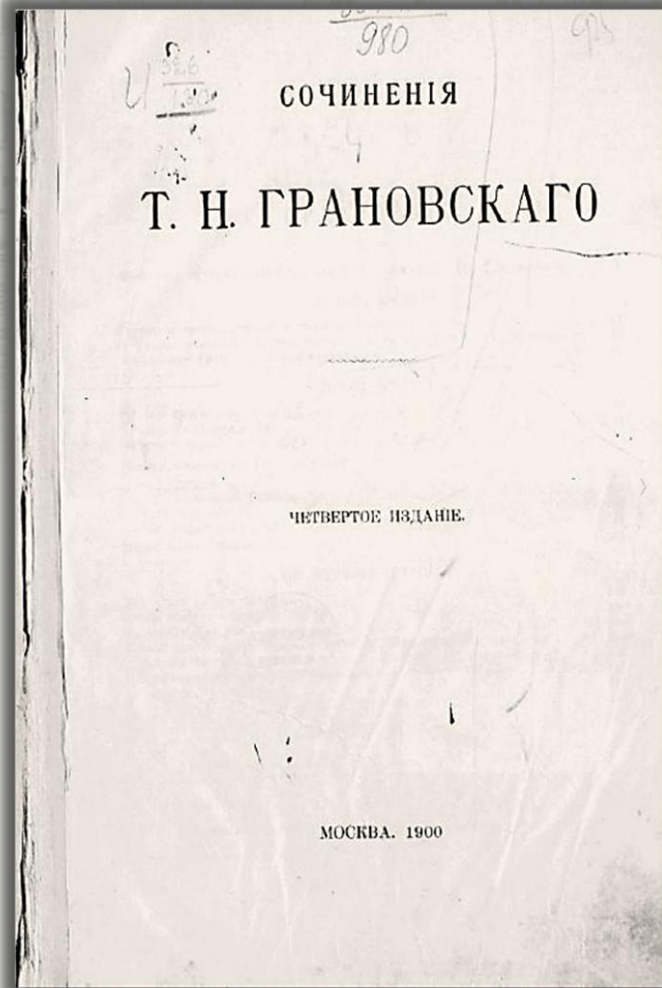 980
СОЧИНЕНІЯ
Т. Н. ГРАНОВСКАГО
ЧЕТВЕРТОЕ ИЗДАНІЕ.
МОСКВА. 1900